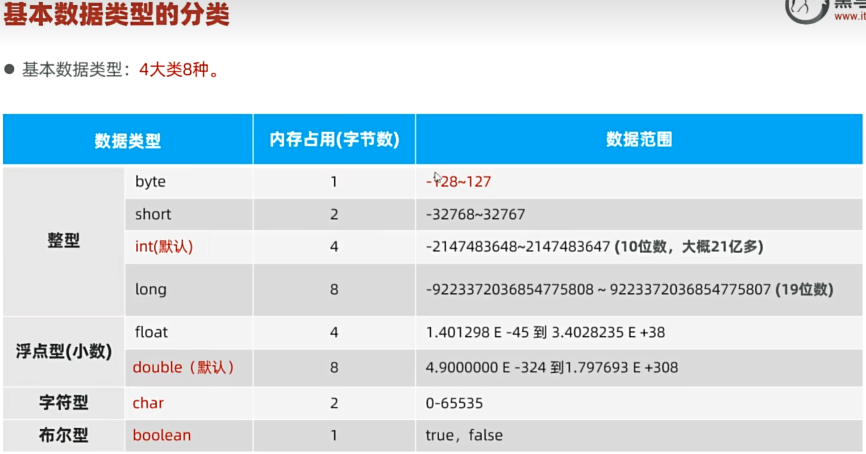 基本数据类型的分类
www.it
● 基本数据类型：4大类8种。
数据类型 内存占用(字节数) 数据范围
整型
byte 1 -128~127
short 2 -32768~32767
int(默认) 4 -2147483648~2147483647 (10位数，大概21亿多)
long 8 -9223372036854775808 ~ 9223372036854775807 (19位数)
浮点型(小数)
float 4 1.401298 E -45 到 3.4028235 E +38
double（默认） 8 4.9000000 E -324 到1.797693 E +308
字符型 char 2 0-65535
布尔型 boolean 1 true，false